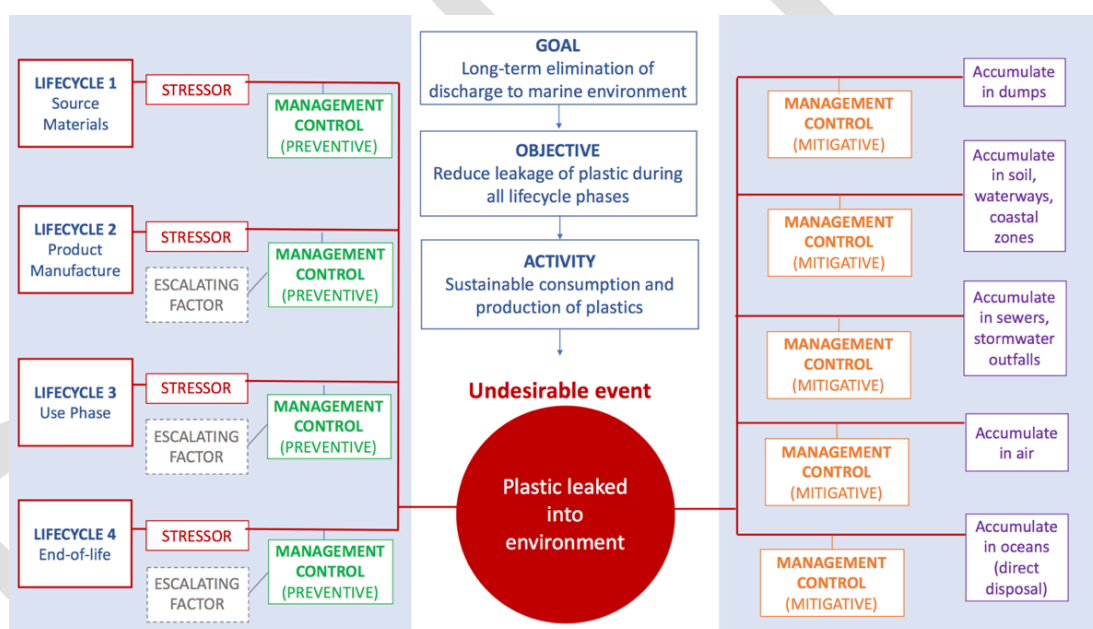 LIFECYCLE 1
Source
Materials
STRESSOR
MANAGEMENT
CONTROL
(PREVENTIVE)
LIFECYCLE 2
Product
Manufacture
STRESSOR
ESCALATING
FACTOR
MANAGEMENT
CONTROL
(PREVENTIVE)
LIFECYCLE 3
Use Phase
STRESSOR
ESCALATING
FACTOR
MANAGEMENT
CONTROL
(PREVENTIVE)
LIFECYCLE 4
End-of-life
STRESSOR
ESCALATING
FACTOR
MANAGEMENT
CONTROL
(PREVENTIVE)
GOAL
Long-term elimination of
discharge to marine environment
OBJECTIVE
Reduce leakage of plastic during
all lifecycle phases
ACTIVITY
Sustainable consumption and
production of plastics
Undesirable event
Plastic leaked
into
environment
MANAGEMENT
CONTROL
(MITIGATIVE)
Accumulate
in dumps
MANAGEMENT
CONTROL
(MITIGATIVE)
Accumulate
in soil,
waterways,
coastal
zones
MANAGEMENT
CONTROL
(MITIGATIVE)
Accumulate
in sewers,
stormwater
outfalls
MANAGEMENT
CONTROL
(MITIGATIVE)
Accumulate
in air
MANAGEMENT
CONTROL
(MITIGATIVE)
Accumulate
in oceans
(direct
disposal)